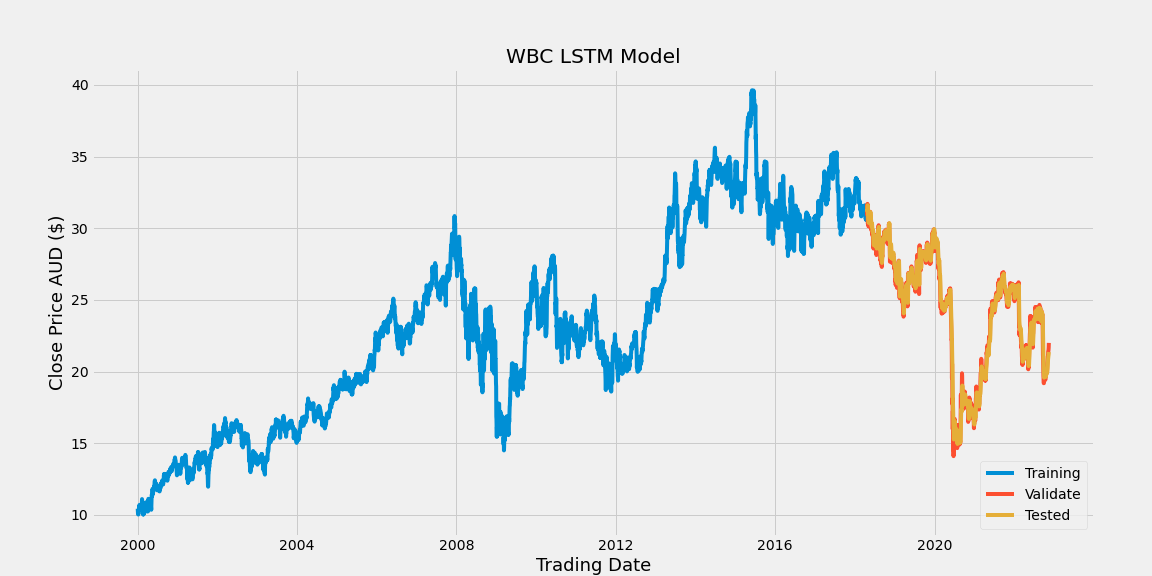 WBC LSTM Model
40
35
30
25
20
15
10
Close Price AUD ($)
2000 2004 2008 2012 2016 2020
Trading Date
Training
Validate
Tested